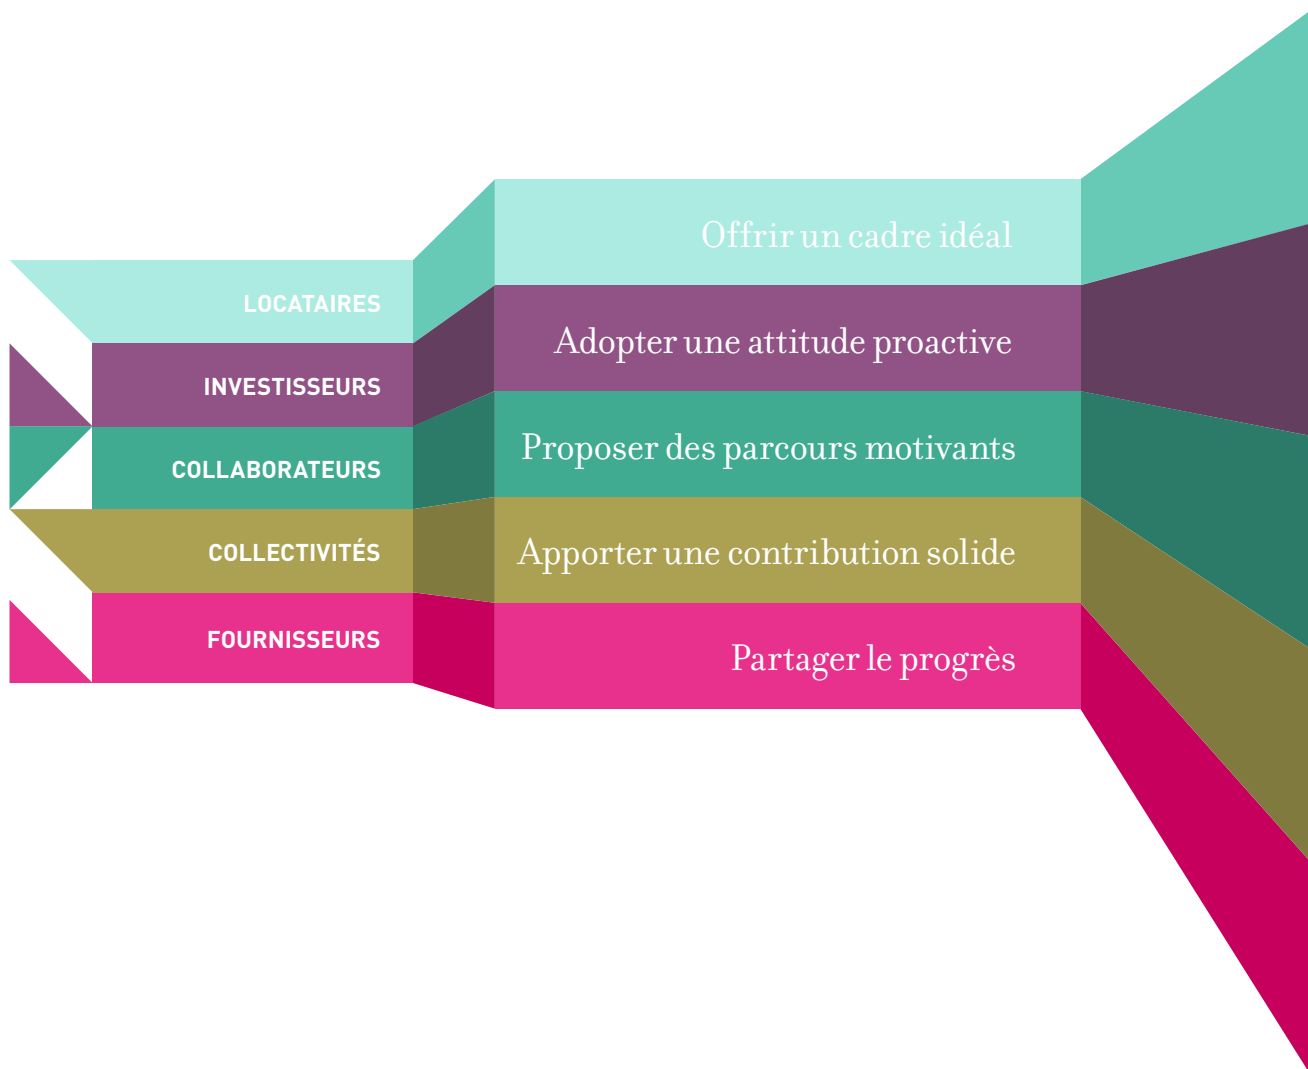 LOCATAIRES
Offrir un cadre idéal
INVESTISSEURS
Adopter une attitude proactive
COLLABORATEURS
Proposer des parcours motivants
COLLECTIVITÉS
Apporter une contribution solide
FOURNISSEURS
Partager le progrès